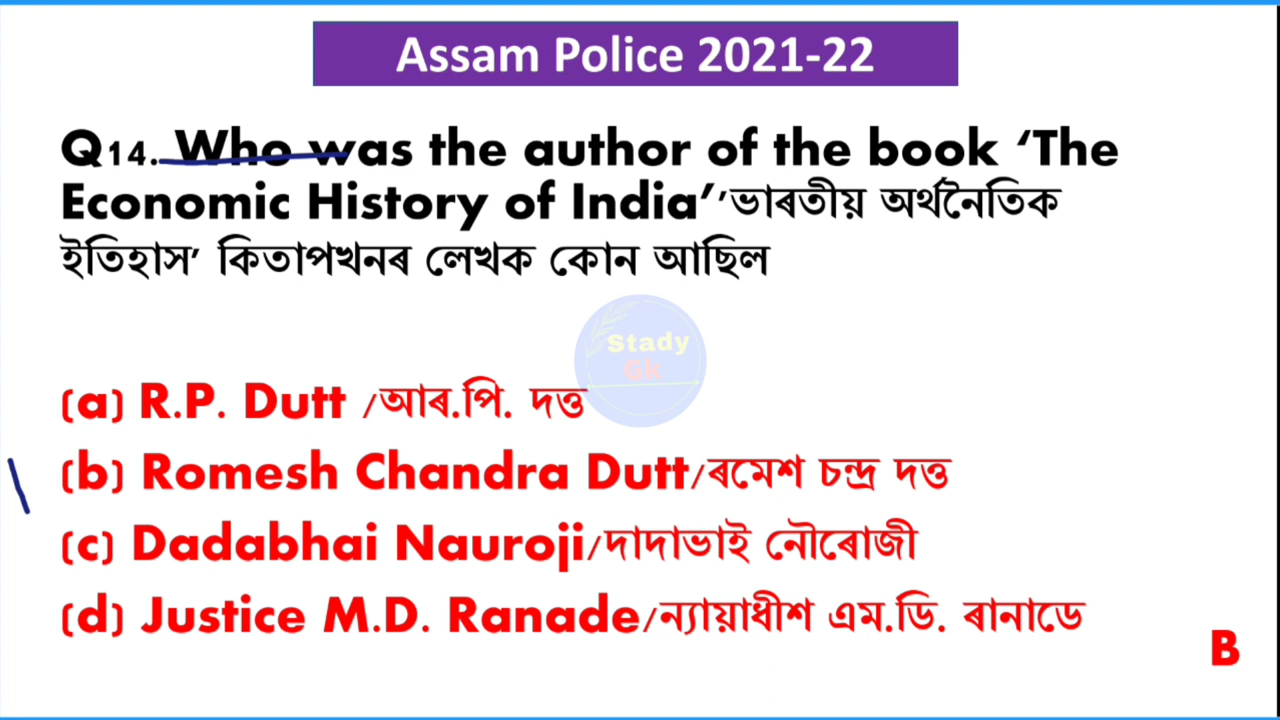 Assam Police 2021-22
Q14. Who was the author of the book ‘The
Economic History of India’’ভাৰতীয় অৰ্থনৈতিক
ইতিহাস’ কিতাপখনৰ লেখক কোন আছিল
Stady
Gk
(a) R.P. Dutt /আৰ.পি. দত্ত
(b) Romesh Chandra Dutt/ৰমেশ চন্দ্ৰ দত্ত
(c) Dadabhai Nauroji/দাদাভাই নৌৰোজী
(d) Justice M.D. Ranade/ন্যায়াধীশ এম.ডি. ৰানাডে
B